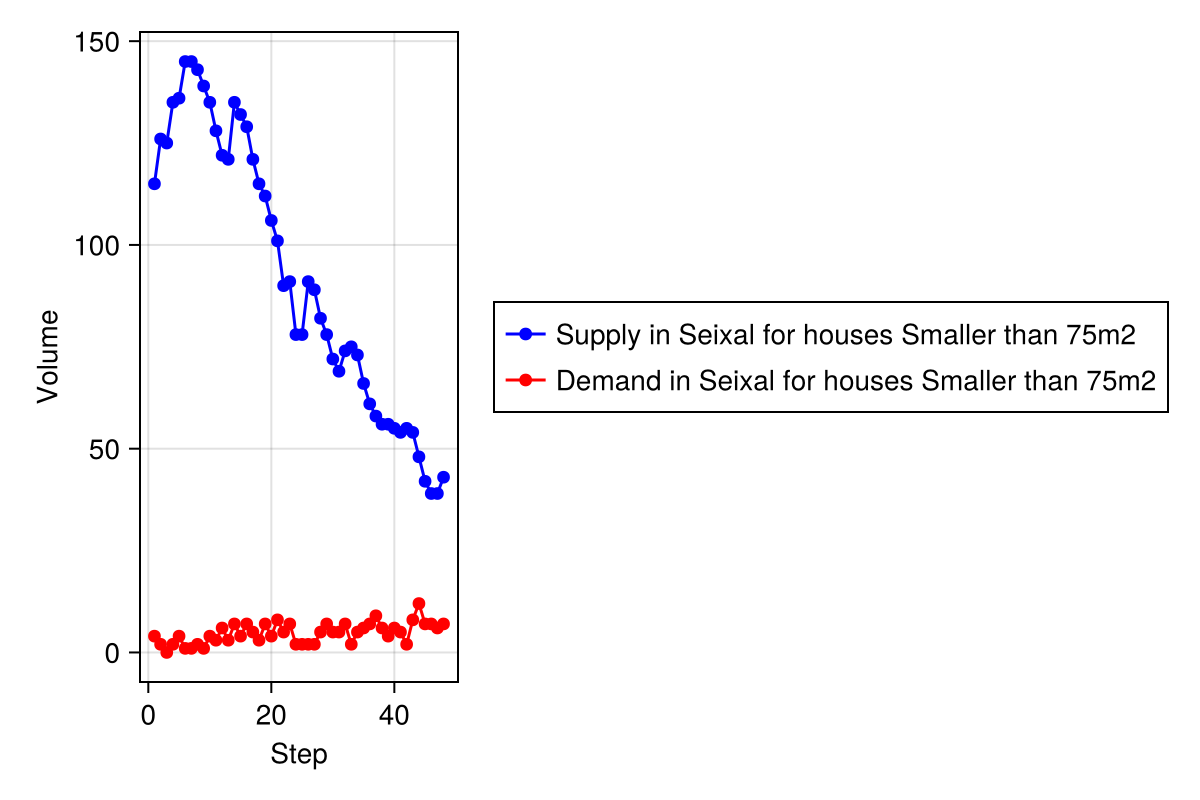 150
100
50
0
Volume
0 20 40
Step
Supply in Seixal for houses Smaller than 75m2
Demand in Seixal for houses Smaller than 75m2